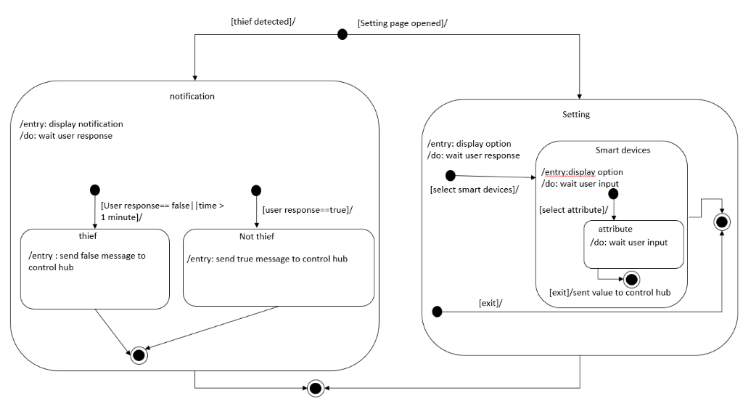 [thief detected]/
[Setting page opened]/
notification
/entry: display notification
/do: wait user response
[User response== false||time >
1 minute]/
[user response==true]/
thief
/entry : send false message to
control hub
Not thief
/entry: send true message to control hub
Setting
/entry: display option
/do: wait user response
[select smart devices]/
Smart devices
/entry:display option
/do: wait user input
[select attribute]/
attribute
/do: wait user input
[exit]/sent value to control hub
[exit]/